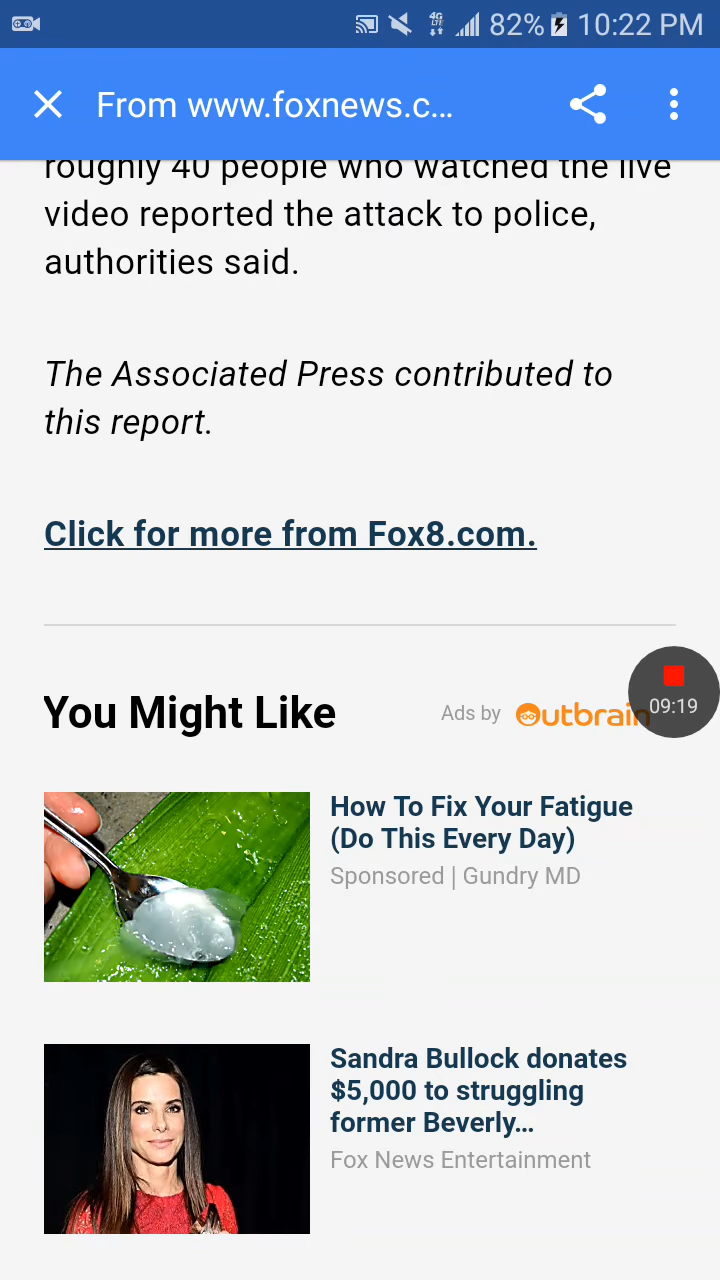 4G
LTE
82%
10:22 PM
From www.foxnews.c...
roughly 40 people who watched the live
video reported the attack to police,
authorities said.
The Associated Press contributed to
this report.
Click for more from Fox8.com.
You Might Like
Ads by Outbrain
09:19
How To Fix Your Fatigue
(Do This Every Day)
Sponsored | Gundry MD
Sandra Bullock donates
$5,000 to struggling
former Beverly...
Fox News Entertainment